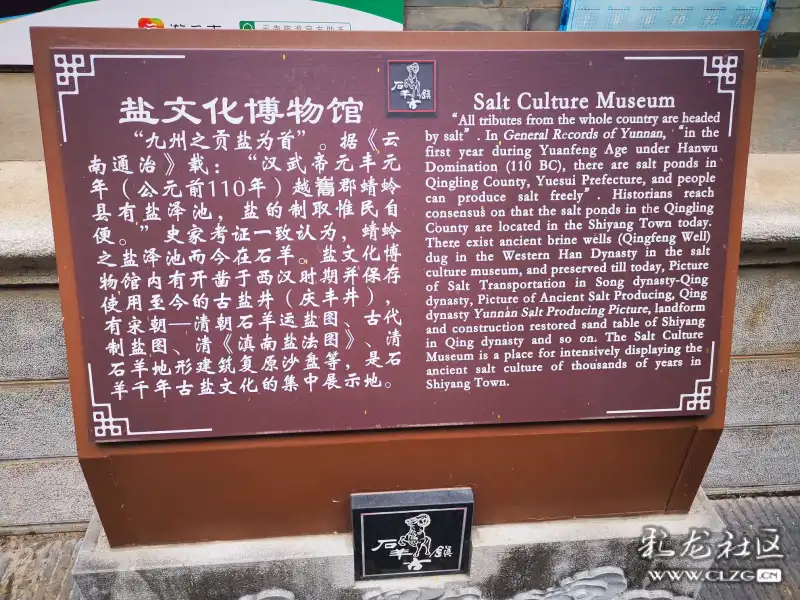 云南旅游官方助手
石羊古鎮
盐文化博物馆
“九州之贡盐为首”。据《云
南通治》载：“汉武帝元丰元
年（公元前110年）越嶲郡蜻蛉
县有盐泽池，盐的制取惟民自
便。”史家考证一致认为，蜻蛉
之盐泽池而今在石羊。盐文化博
物馆内有开凿于西汉时期并保存
使用至今的古盐井（庆丰井），
有宋朝—清朝石羊运盐图、古代
制盐图、清《滇南盐法图》、清
石羊地形建筑复原沙盘等，是石
羊千年古盐文化的集中展示地。
Salt Culture Museum
“All tributes from the whole country are headed
by salt”. In General Records of Yunnan, “in the
first year during Yuanfeng Age under Hanwu
Domination (110 BC), there are salt ponds in
Qingling County, Yuesui Prefecture, and people
can produce salt freely”. Historians reach
consensus on that the salt ponds in the Qingling
County are located in the Shiyang Town today.
There exist ancient brine wells (Qingfeng Well)
dug in the Western Han Dynasty in the salt
culture museum, and preserved till today, Picture
of Salt Transportation in Song dynasty-Qing
dynasty, Picture of Ancient Salt Producing, Qing
dynasty Yunnan Salt Producing Picture, landform
and construction restored sand table of Shiyang
in Qing dynasty and so on. The Salt Culture
Museum is a place for intensively displaying the
ancient salt culture of thousands of years in
Shiyang Town.
石羊古鎮
彩龙社区
WWW.CLZG.CN